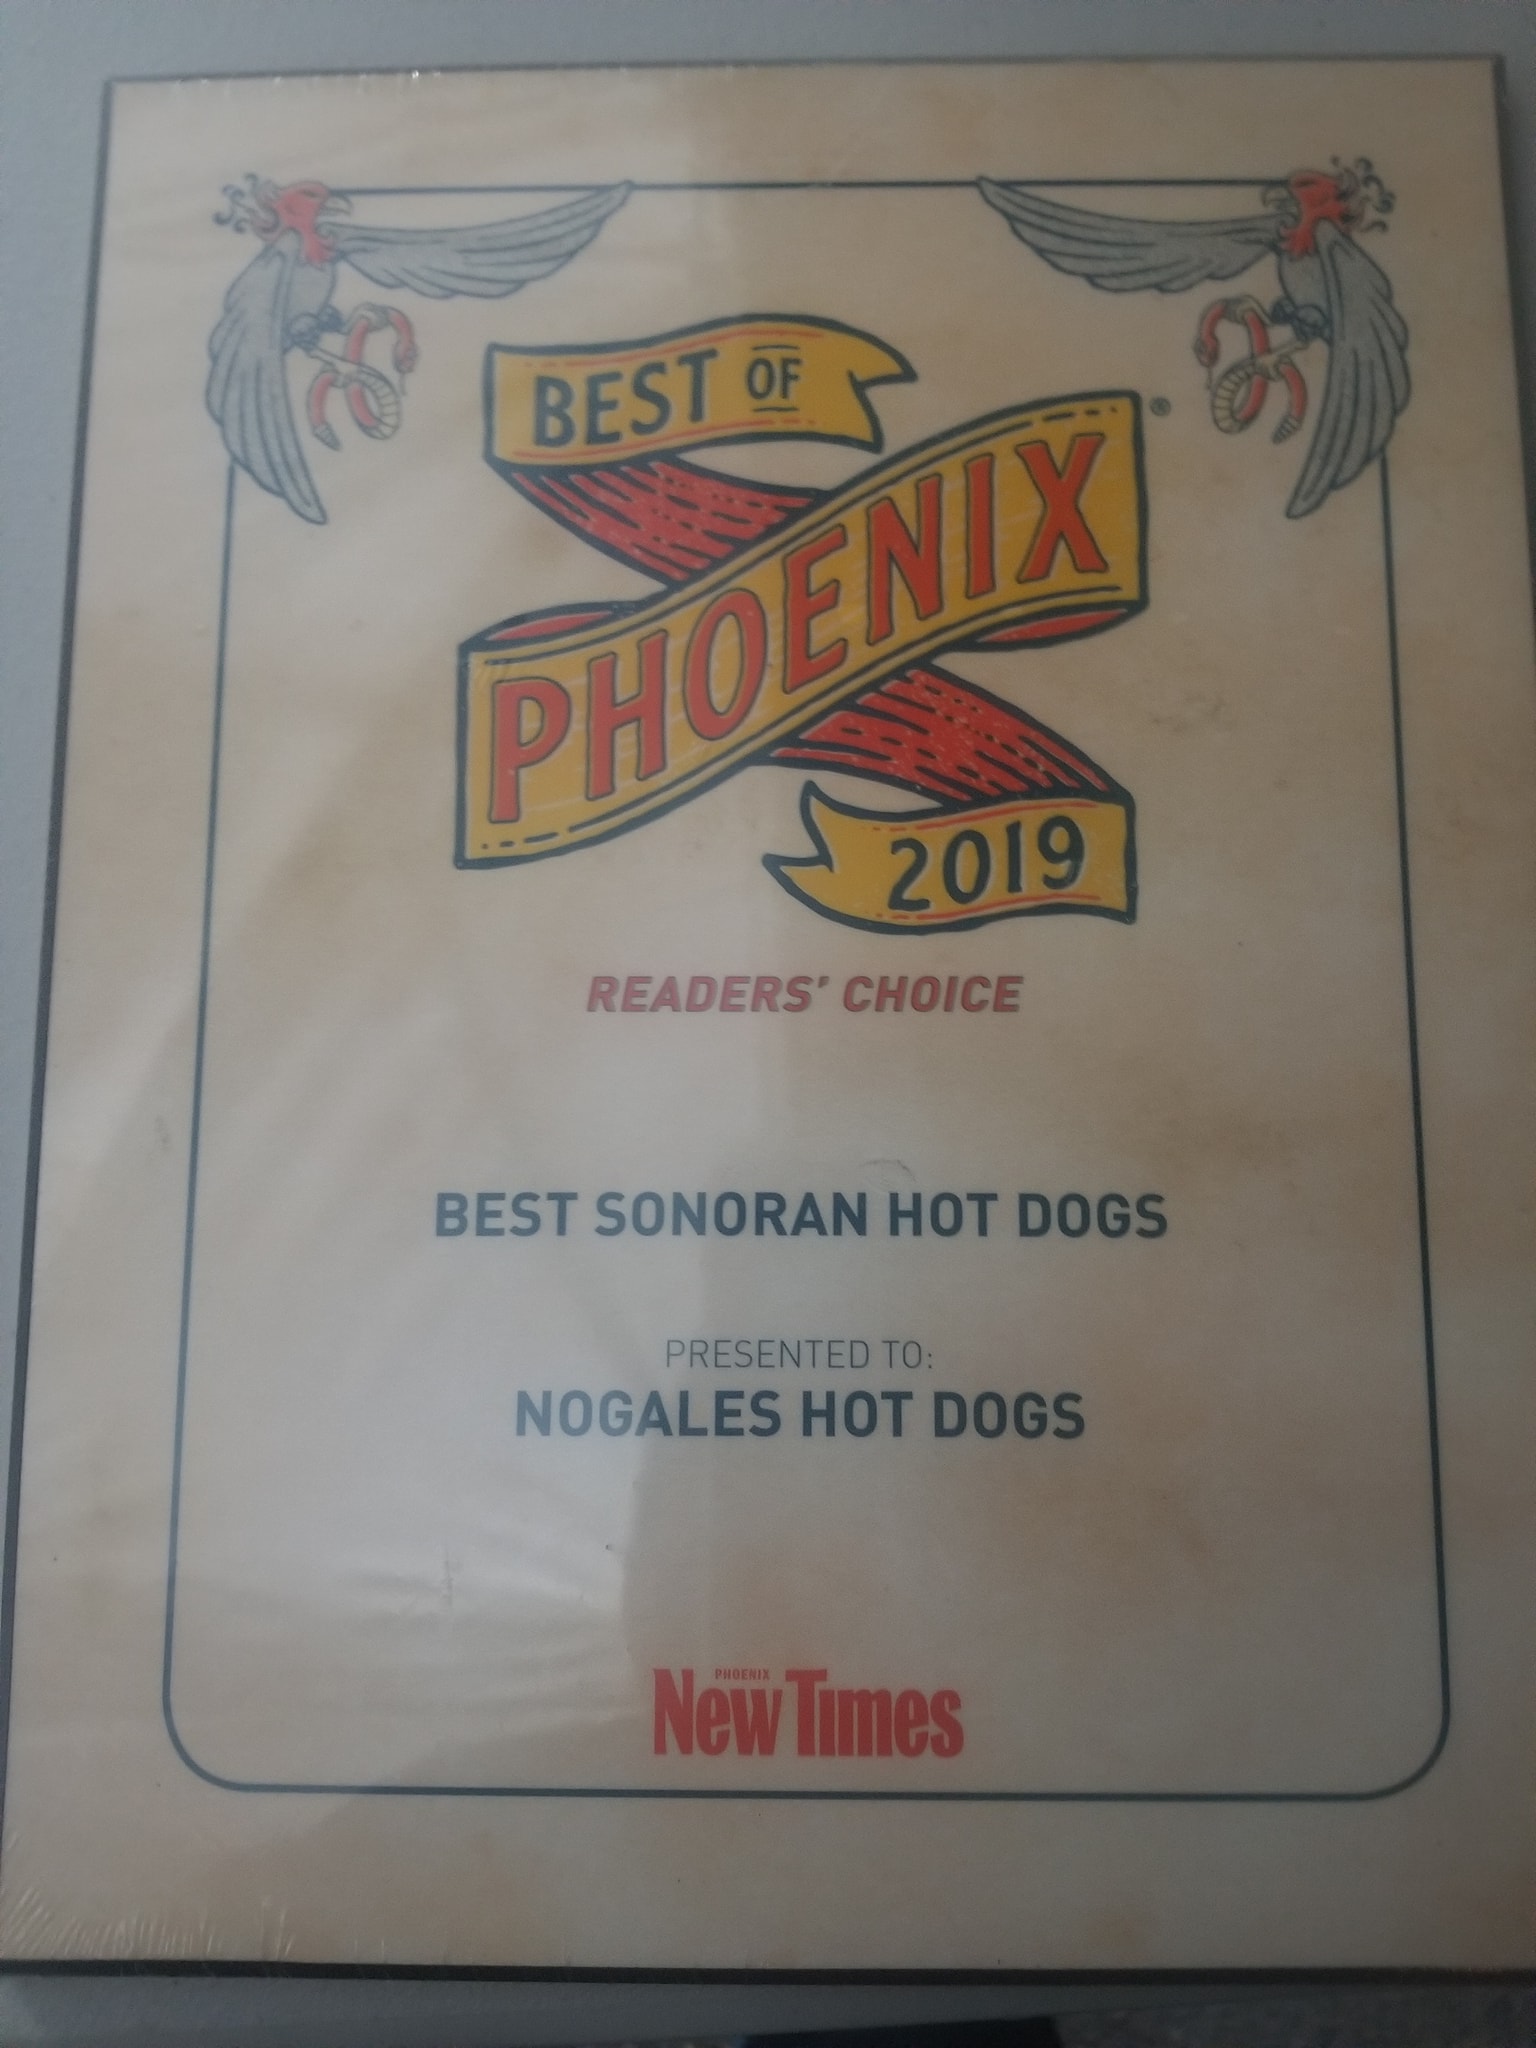 BEST OF
PHOENIX®
2019
READERS' CHOICE
BEST SONORAN HOT DOGS
PRESENTED TO:
NOGALES HOT DOGS
PHOENIX
New Times